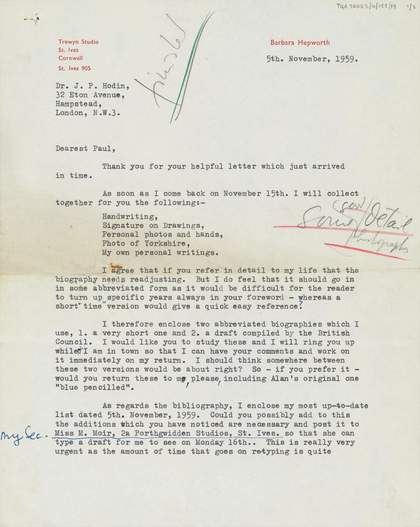 TGA 20022/4/155/19 1/2
Trewyn Studio
St. Ives
Cornwall
St. Ives 905
Barbara Hepworth
5th. November, 1959.
Dr. J. P. Hodin,
32 Eton Avenue,
Hampstead,
London, N.W.3.
Dearest Paul,
Thank you for your helpful letter which just arrived
in time.
As soon as I come back on November 15th. I will collect
together for you the following:-
Handwriting,
Signature on Drawings,
Personal photos and hands,
Photo of Yorkshire,
My own personal writings.
detail
photographs
I agree that if you refer in detail to my life that the
biography needs readjusting. But I do feel that it should go in
in some abbreviated form as it would be difficult for the reader
to turn up specific years always in your foreword - whereas a
short time version would give a quick easy reference?
I therefore enclose two abbreviated biographies which I
use, 1. a very short one and 2. a draft compiled by the British
Council. I would like you to study these and I will ring you up
while I am in town so that I can have your comments and work on
it immediately on my return. I should think somewhere between
these two versions would be about right? So - if you prefer it -
would you return these to me, please, including Alan's original one
"blue pencilled".
As regards the bibliography, I enclose my most up-to-date
list dated 5th. November, 1959. Could you possibly add to this
the additions which you have noticed are necessary and post it to
my Sec. Miss M. Moir, 2a Porthgwidden Studios, St. Ives. so that she can
type a draft for me to see on Monday 16th.. This is really very
urgent as the amount of time that goes on retyping is quite